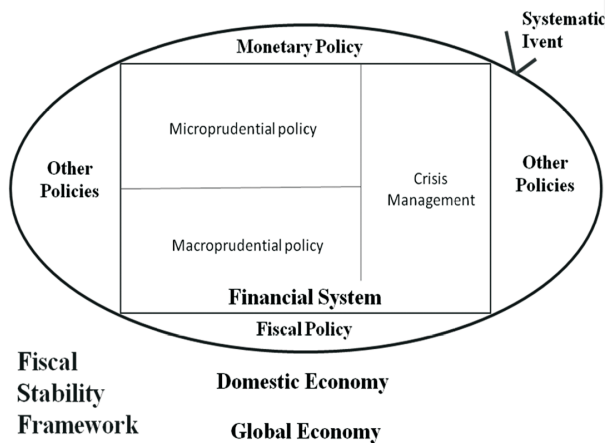 Systematic
Ivent
Monetary Policy
Microprudential policy
Other
Policies
Crisis
Management
Other
Policies
Macroprudential policy
Financial System
Fiscal Policy
Fiscal
Stability
Framework
Domestic Economy
Global Economy